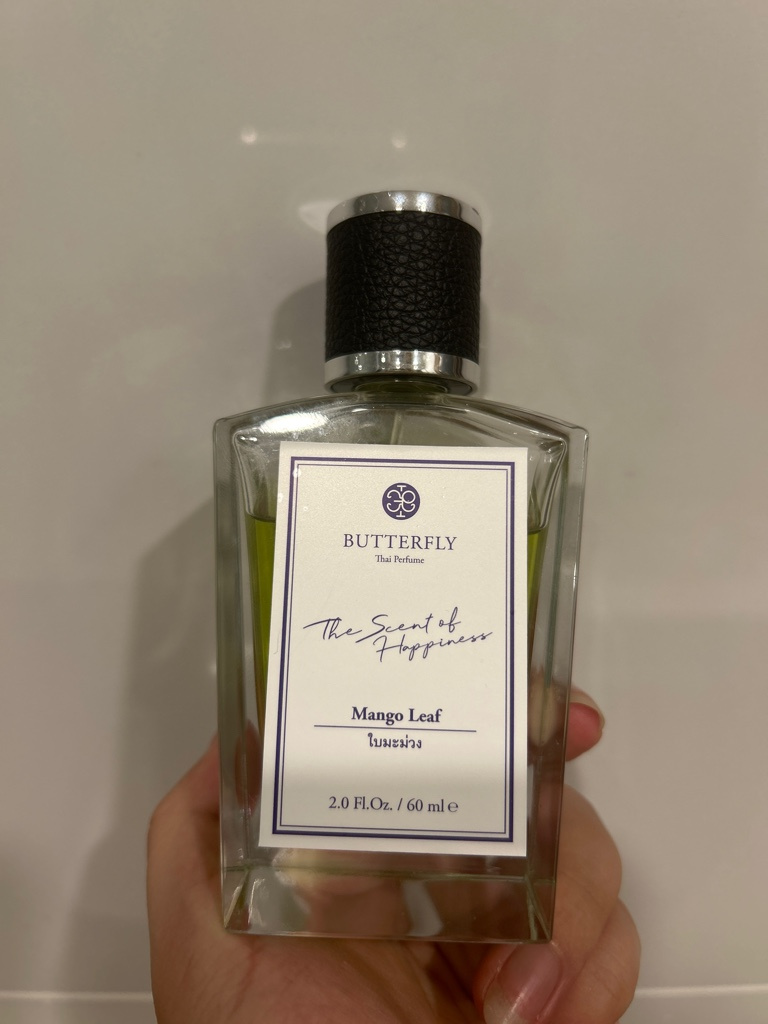 BUTTERFLY
Thai Perfume
The Scent of
Happiness
Mango Leaf
ใบมะม่วง
2.0 Fl.Oz. / 60 ml ℮